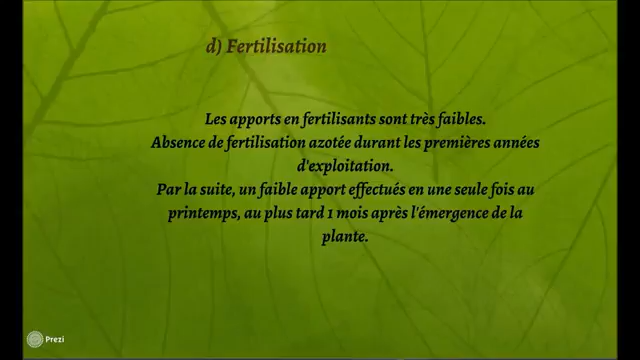 d) Fertilisation
Les apports en fertilisants sont très faibles.
Absence de fertilisation azotée durant les premières années
d'exploitation.
Par la suite, un faible apport effectués en une seule fois au
printemps, au plus tard 1 mois après l'émergence de la
plante.
Prezi